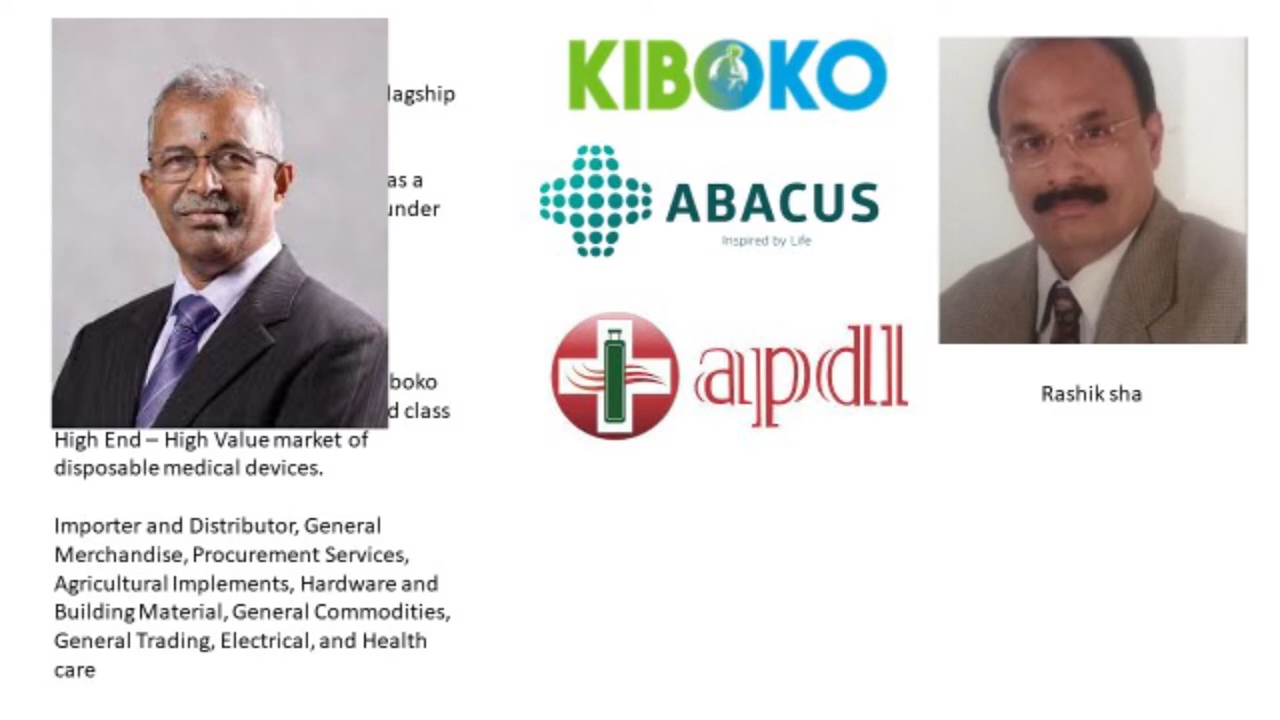 lagship
as a
under
boko
d class
High End – High Value market of
disposable medical devices.
Importer and Distributor, General
Merchandise, Procurement Services,
Agricultural Implements, Hardware and
Building Material, General Commodities,
General Trading, Electrical, and Health
care
KIBOKO
ABACUS
Inspired by Life
apdl
Rashik sha